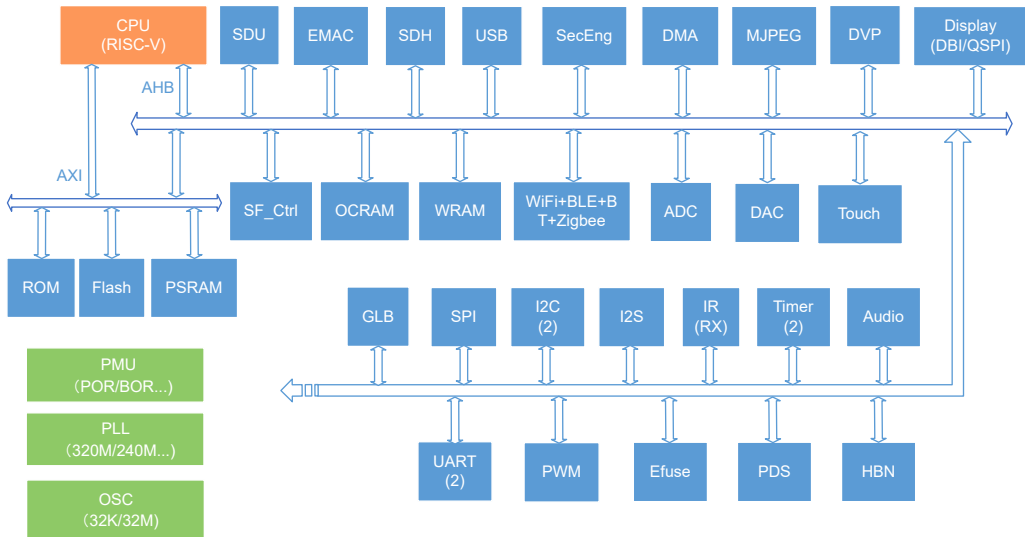 CPU
(RISC-V)
SDU
EMAC
SDH
USB
SecEng
DMA
MJPEG
DVP
Display
(DBI/QSPI)
AHB
AXI
SF_Ctrl
OCRAM
WRAM
WiFi+BLE+B
T+Zigbee
ADC
DAC
Touch
ROM
Flash
PSRAM
GLB
SPI
I2C
(2)
I2S
IR
(RX)
Timer
(2)
Audio
PMU
(POR/BOR...)
PLL
(320M/240M...)
OSC
(32K/32M)
UART
(2)
PWM
Efuse
PDS
HBN